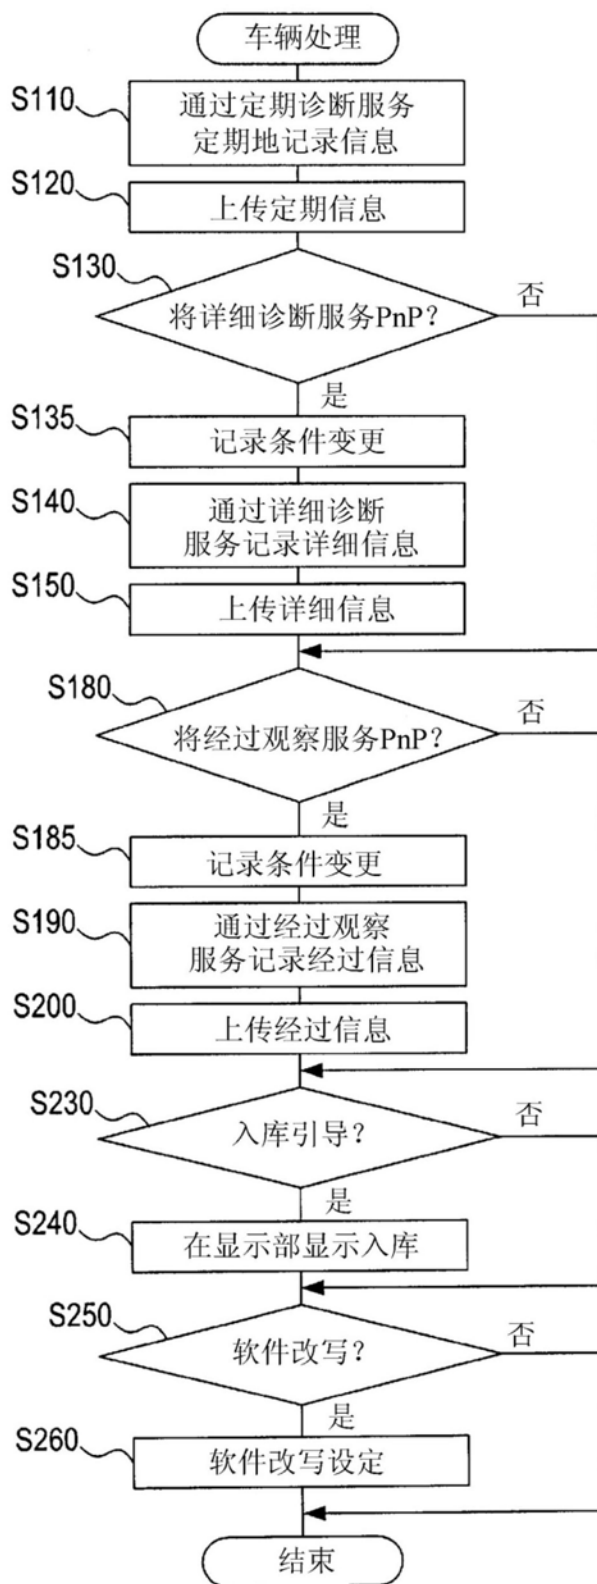 车辆处理
S110
通过定期诊断服务
定期地记录信息
S120
上传定期信息
S130
将详细诊断服务PnP？
否
是
S135
记录条件变更
S140
通过详细诊断
服务记录详细信息
S150
上传详细信息
S180
将经过观察服务PnP？
否
是
S185
记录条件变更
S190
通过经过观察
服务记录经过信息
S200
上传经过信息
S230
入库引导？
否
是
S240
在显示部显示入库
S250
软件改写？
否
是
S260
软件改写设定
结束